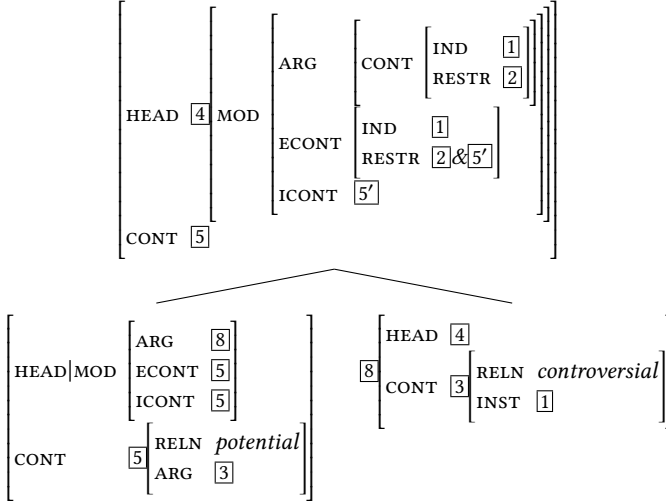 HEAD 4 MOD ARG CONT IND 1
RESTR 2
ECONT IND 1
RESTR 2&5′
ICONT 5′
CONT 5
HEAD|MOD ARG 8
ECONT 5
ICONT 5
CONT 5 RELN potential
ARG 3
8 HEAD 4
CONT 3 RELN controversial
INST 1